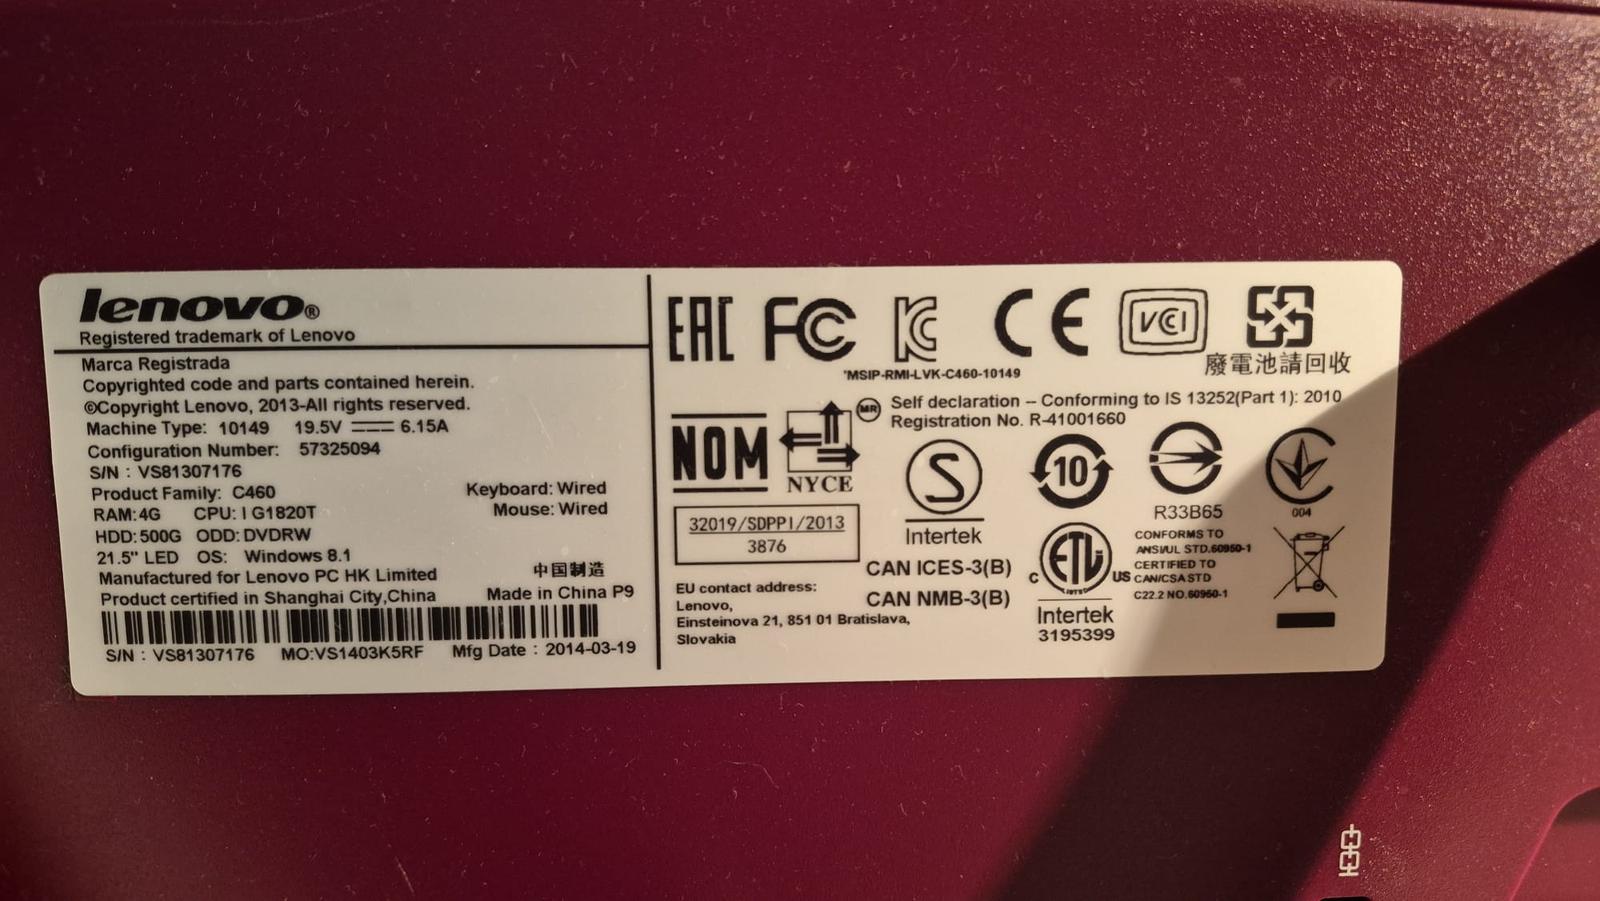 lenovo®
Registered trademark of Lenovo
Marca Registrada
Copyrighted code and parts contained herein.
©Copyright Lenovo, 2013-All rights reserved.
Machine Type: 10149 19.5V 6.15A
Configuration Number: 57325094
S/N : VS81307176
Product Family: C460 Keyboard: Wired
RAM:4G CPU: I G1820T Mouse: Wired
HDD:500G ODD:DVDRW
21.5" LED OS: Windows 8.1
Manufactured for Lenovo PC HK Limited 中国制造
Product certified in Shanghai City,China Made in China P9
S/N : VS81307176 MO:VS1403K5RF Mfg Date : 2014-03-19
EAC FC KC CE VCCI
廢電池請回收
'MSIP-RMI-LVK-C460-10149
MR Self declaration -- Conforming to IS 13252(Part 1): 2010
Registration No. R-41001660
NOM
NYCE
S
Intertek
10
R33B65
004
32019/SDPPI/2013
3876
CAN ICES-3(B)
CAN NMB-3(B)
EU contact address:
Lenovo,
Einsteinova 21, 851 01 Bratislava,
Slovakia
C ETL US
Intertek
3195399
CONFORMS TO
ANSI/UL STD.60950-1
CERTIFIED TO
CAN/CSA STD
C22.2 NO.60950-1